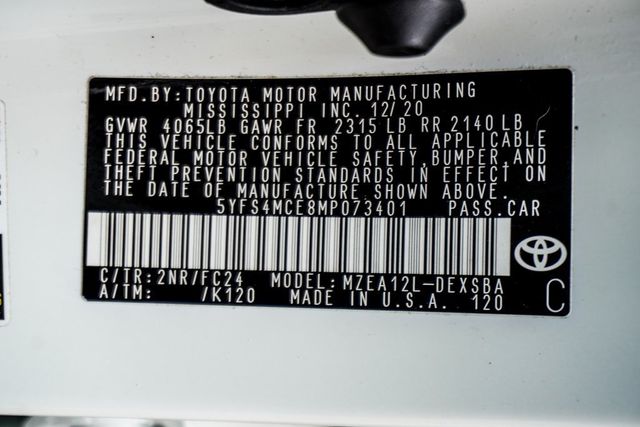 MFD.BY:TOYOTA MOTOR MANUFACTURING
MISSISSIPPI INC. 12/20
GVWR 4065LB GAWR FR 2315 LB RR 2140 LB
THIS VEHICLE CONFORMS TO ALL APPLICABLE
FEDERAL MOTOR VEHICLE SAFETY,BUMPER,AND
THEFT PREVENTION STANDARDS IN EFFECT ON
THE DATE OF MANUFACTURE SHOWN ABOVE.
5YFS4MCE8MP073401 PASS.CAR
C/TR:2NR/FC24 MODEL:MZEA12L-DEXSBA
A/TM: /K120 MADE IN U.S.A. 120
C